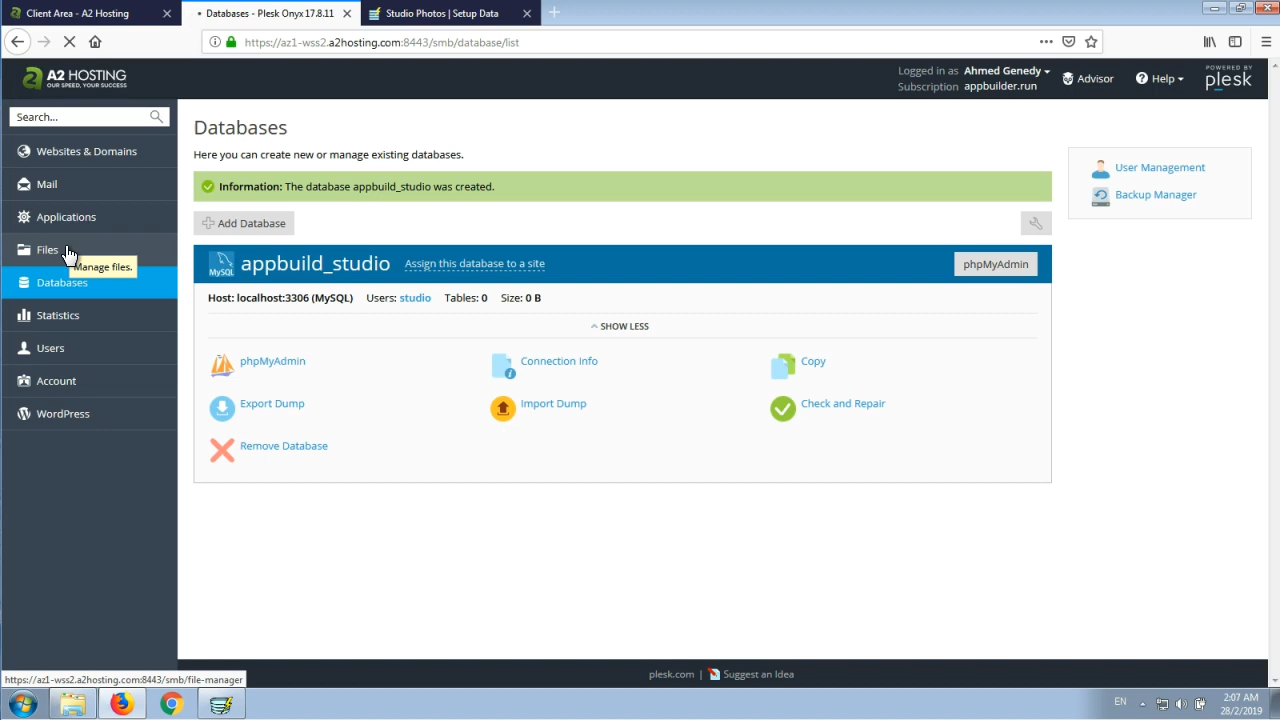 Client Area - A2 Hosting
Databases - Plesk Onyx 17.8.11
Studio Photos | Setup Data
https://az1-wss2.a2hosting.com:8443/smb/database/list
A2 HOSTING
OUR SPEED, YOUR SUCCESS
Logged in as Ahmed Genedy
Subscription appbuilder.run
Advisor
Help
POWERED BY
plesk
Search...
Websites & Domains
Mail
Applications
Files
Manage files.
Databases
Statistics
Users
Account
WordPress
Databases
Here you can create new or manage existing databases.
Information: The database appbuild_studio was created.
Add Database
MySQL
appbuild_studio Assign this database to a site
phpMyAdmin
Host: localhost:3306 (MySQL) Users: studio Tables: 0 Size: 0 B
SHOW LESS
phpMyAdmin
Connection Info
Copy
Export Dump
Import Dump
Check and Repair
Remove Database
User Management
Backup Manager
plesk.com | Suggest an Idea
https://az1-wss2.a2hosting.com:8443/smb/file-manager
EN
2:07 AM
28/2/2019